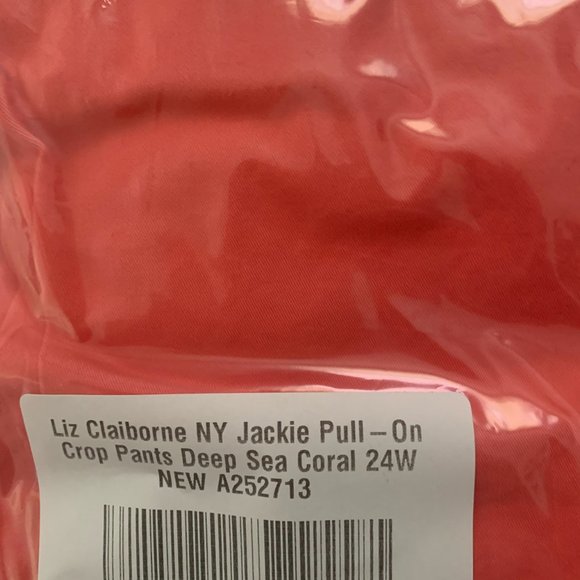 Liz Claiborne NY Jackie Pull–On
Crop Pants Deep Sea Coral 24W
NEW A252713